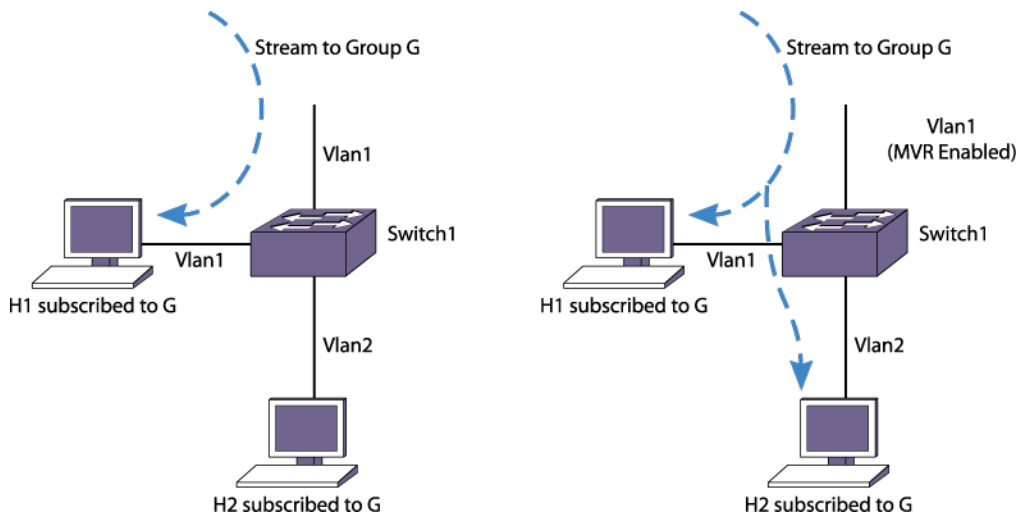 Stream to Group G
Vlan1
Switch1
Vlan1
H1 subscribed to G
Vlan2
H2 subscribed to G
Stream to Group G
Vlan1
(MVR Enabled)
Switch1
Vlan1
H1 subscribed to G
Vlan2
H2 subscribed to G